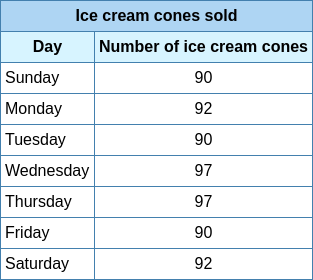 Ice cream cones sold
Day Number of ice cream cones
Sunday 90
Monday 92
Tuesday 90
Wednesday 97
Thursday 97
Friday 90
Saturday 92